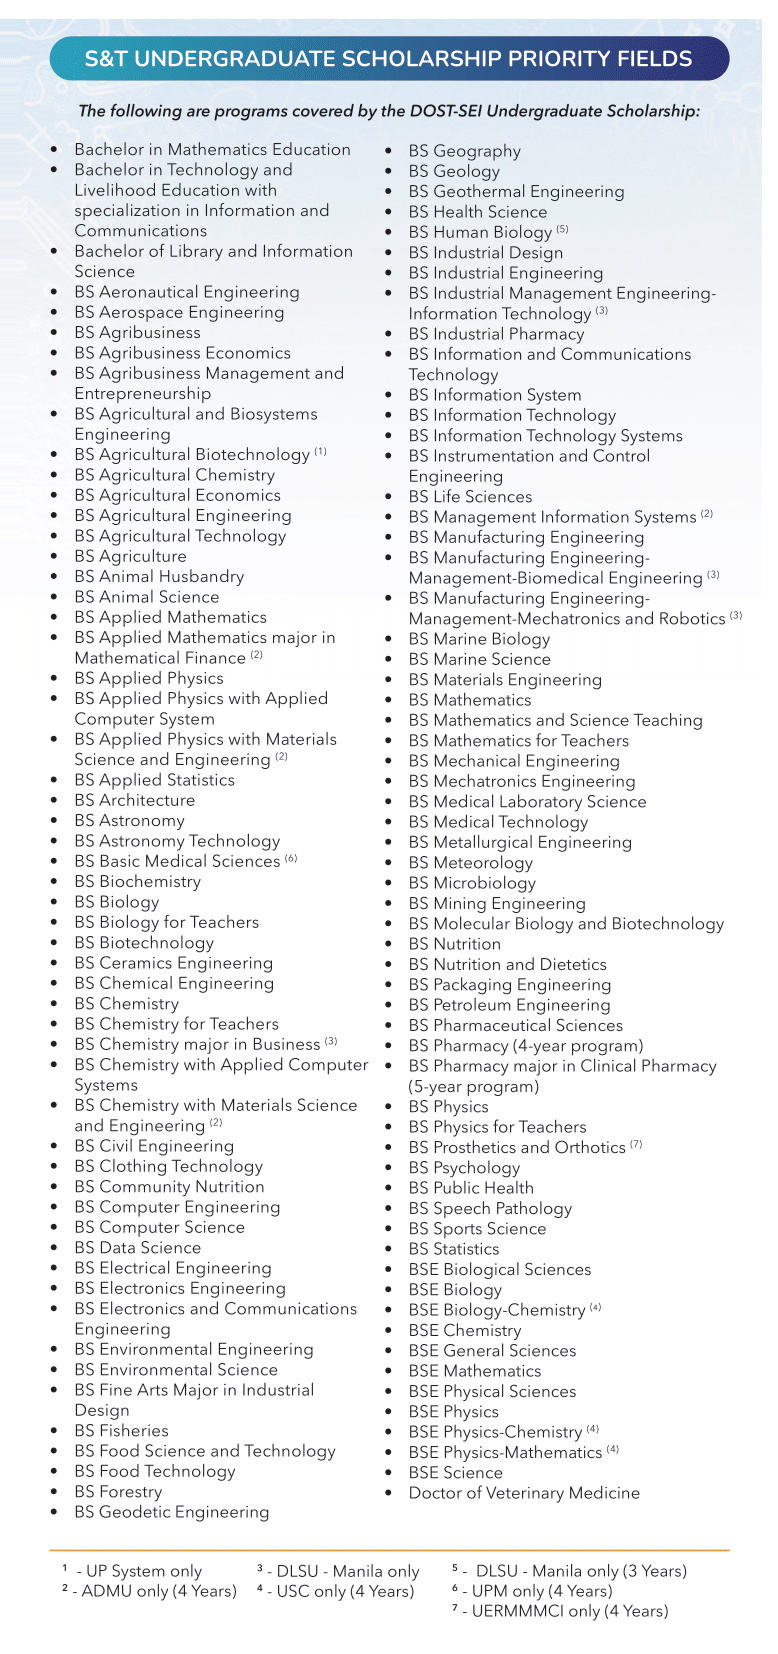 S&T UNDERGRADUATE SCHOLARSHIP PRIORITY FIELDS
The following are programs covered by the DOST-SEI Undergraduate Scholarship:
• Bachelor in Mathematics Education
• Bachelor in Technology and
Livelihood Education with
specialization in Information and
Communications
• Bachelor of Library and Information
Science
• BS Aeronautical Engineering
• BS Aerospace Engineering
• BS Agribusiness
• BS Agribusiness Economics
• BS Agribusiness Management and
Entrepreneurship
• BS Agricultural and Biosystems
Engineering
• BS Agricultural Biotechnology (1)
• BS Agricultural Chemistry
• BS Agricultural Economics
• BS Agricultural Engineering
• BS Agricultural Technology
• BS Agriculture
• BS Animal Husbandry
• BS Animal Science
• BS Applied Mathematics
• BS Applied Mathematics major in
Mathematical Finance (2)
• BS Applied Physics
• BS Applied Physics with Applied
Computer System
• BS Applied Physics with Materials
Science and Engineering (2)
• BS Applied Statistics
• BS Architecture
• BS Astronomy
• BS Astronomy Technology
• BS Basic Medical Sciences (6)
• BS Biochemistry
• BS Biology
• BS Biology for Teachers
• BS Biotechnology
• BS Ceramics Engineering
• BS Chemical Engineering
• BS Chemistry
• BS Chemistry for Teachers
• BS Chemistry major in Business (3)
• BS Chemistry with Applied Computer
Systems
• BS Chemistry with Materials Science
and Engineering (2)
• BS Civil Engineering
• BS Clothing Technology
• BS Community Nutrition
• BS Computer Engineering
• BS Computer Science
• BS Data Science
• BS Electrical Engineering
• BS Electronics Engineering
• BS Electronics and Communications
Engineering
• BS Environmental Engineering
• BS Environmental Science
• BS Fine Arts Major in Industrial
Design
• BS Fisheries
• BS Food Science and Technology
• BS Food Technology
• BS Forestry
• BS Geodetic Engineering
• BS Geography
• BS Geology
• BS Geothermal Engineering
• BS Health Science
• BS Human Biology (5)
• BS Industrial Design
• BS Industrial Engineering
• BS Industrial Management Engineering-
Information Technology (3)
• BS Industrial Pharmacy
• BS Information and Communications
Technology
• BS Information System
• BS Information Technology
• BS Information Technology Systems
• BS Instrumentation and Control
Engineering
• BS Life Sciences
• BS Management Information Systems (2)
• BS Manufacturing Engineering
• BS Manufacturing Engineering-
Management-Biomedical Engineering (3)
• BS Manufacturing Engineering-
Management-Mechatronics and Robotics (3)
• BS Marine Biology
• BS Marine Science
• BS Materials Engineering
• BS Mathematics
• BS Mathematics and Science Teaching
• BS Mathematics for Teachers
• BS Mechanical Engineering
• BS Mechatronics Engineering
• BS Medical Laboratory Science
• BS Medical Technology
• BS Metallurgical Engineering
• BS Meteorology
• BS Microbiology
• BS Mining Engineering
• BS Molecular Biology and Biotechnology
• BS Nutrition
• BS Nutrition and Dietetics
• BS Packaging Engineering
• BS Petroleum Engineering
• BS Pharmaceutical Sciences
• BS Pharmacy (4-year program)
• BS Pharmacy major in Clinical Pharmacy
(5-year program)
• BS Physics
• BS Physics for Teachers
• BS Prosthetics and Orthotics (7)
• BS Psychology
• BS Public Health
• BS Speech Pathology
• BS Sports Science
• BS Statistics
• BSE Biological Sciences
• BSE Biology
• BSE Biology-Chemistry (4)
• BSE Chemistry
• BSE General Sciences
• BSE Mathematics
• BSE Physical Sciences
• BSE Physics
• BSE Physics-Chemistry (4)
• BSE Physics-Mathematics (4)
• BSE Science
• Doctor of Veterinary Medicine
1 - UP System only
2 - ADMU only (4 Years)
3 - DLSU - Manila only
4 - USC only (4 Years)
5 - DLSU - Manila only (3 Years)
6 - UPM only (4 Years)
7 - UERMMMCI only (4 Years)